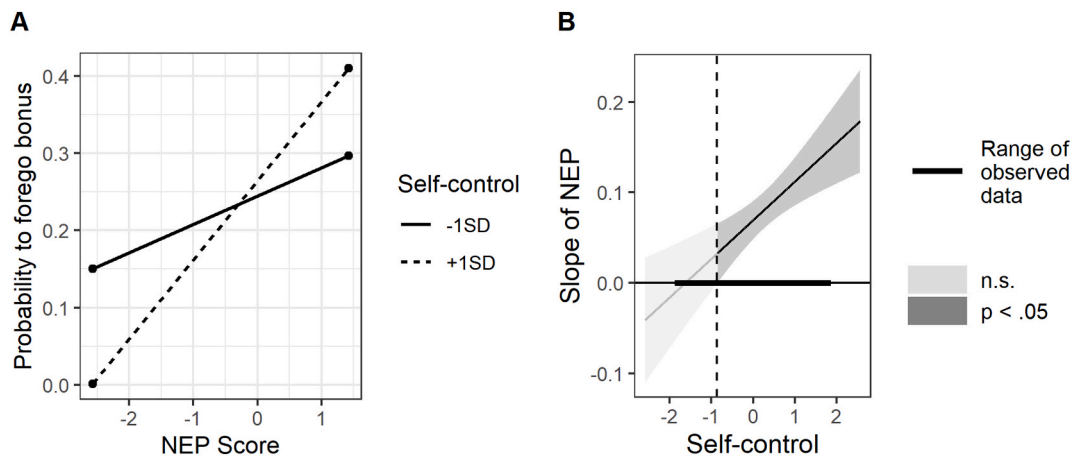 A
Probability to forego bonus
0.4
0.3
0.2
0.1
0.0
-2
-1
0
1
NEP Score
Self-control
-1SD
+1SD
B
Slope of NEP
0.2
0.1
0.0
-0.1
-2
-1
0
1
2
Self-control
Range of
observed
data
n.s.
p < .05